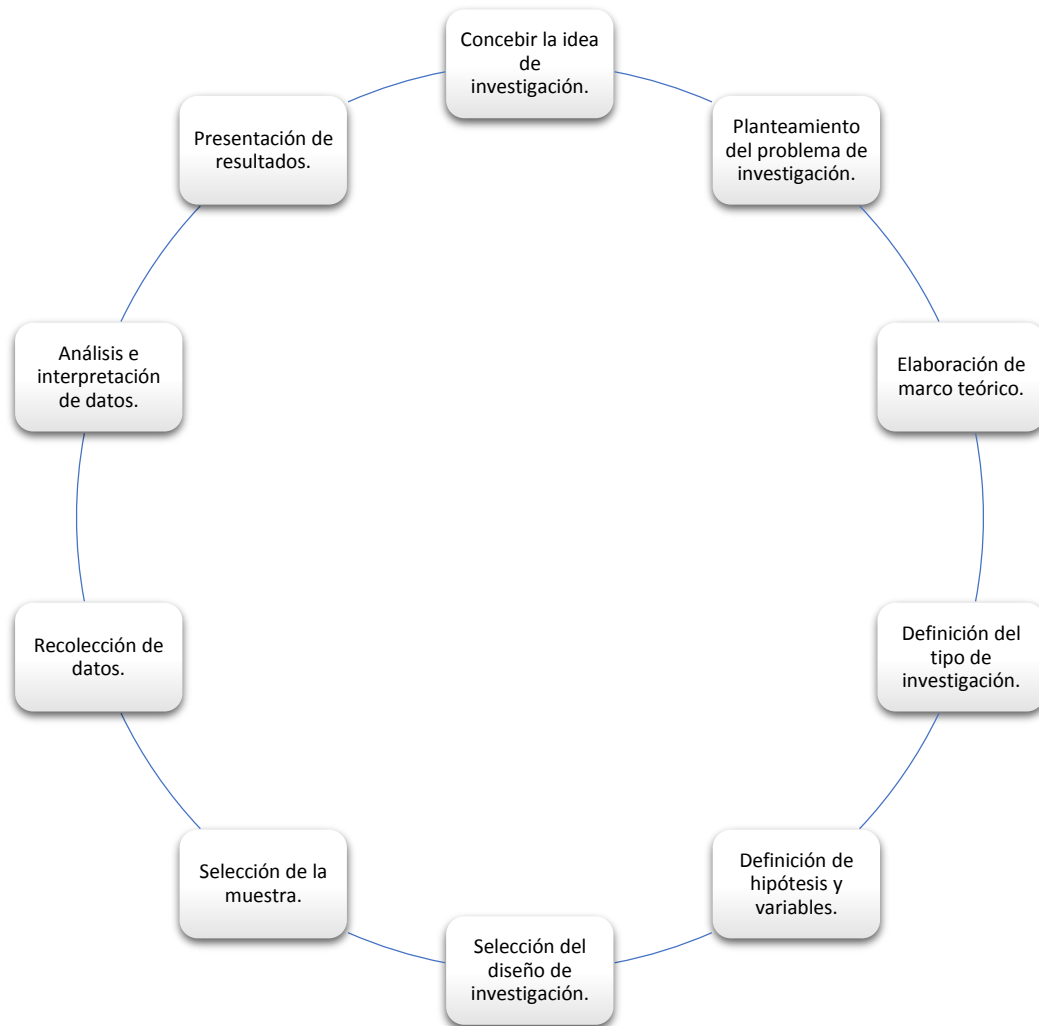 Concebir la idea
de
investigación.
Planteamiento
del problema de
investigación.
Elaboración de
marco teórico.
Definición del
tipo de
investigación.
Definición de
hipótesis y
variables.
Selección del
diseño de
investigación.
Selección de la
muestra.
Recolección de
datos.
Análisis e
interpretación
de datos.
Presentación de
resultados.